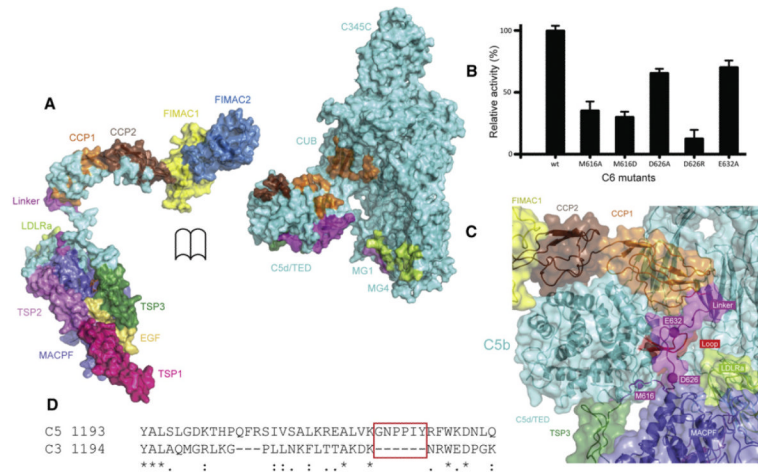 A
CCP1
CCP2
FIMAC1
FIMAC2
Linker
LDLRa
TSP2
TSP3
EGF
MACPF
TSP1
C345C
CUB
C5d/TED
MG1
MG4
B
Relative activity (%)
100
50
0
wt
M616A
M616D
D626A
D626R
E632A
C6 mutants
C
FIMAC1
CCP2
CCP1
Linker
E632
C5b
Loop
LDLRa
D626
M616
C5d/TED
MACPF
TSP3
D
C5 1193 YALSLGDKTHPQFRSIVSALKREALVKGNPPIYRFWKDNLQ
C3 1194 YALAQMGRLKG---PLLNKFLTTAKDK------NRWEDPGK
***. : ::. :. .* * :*:* :